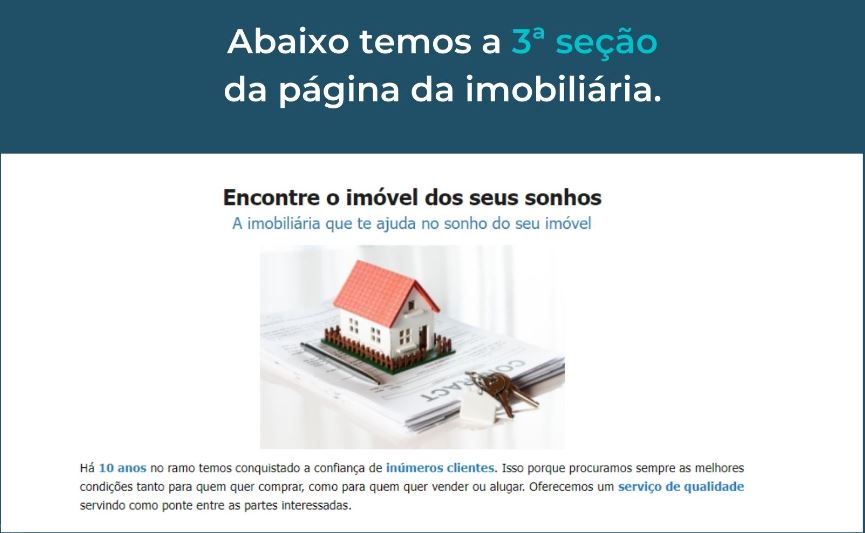 Abaixo temos a 3ª seção
da página da imobiliária.
Encontre o imóvel dos seus sonhos
A imobiliária que te ajuda no sonho do seu imóvel
CONTRACT
Há 10 anos no ramo temos conquistado a confiança de inúmeros clientes. Isso porque procuramos sempre as melhores
condições tanto para quem quer comprar, como para quem quer vender ou alugar. Oferecemos um serviço de qualidade
servindo como ponte entre as partes interessadas.